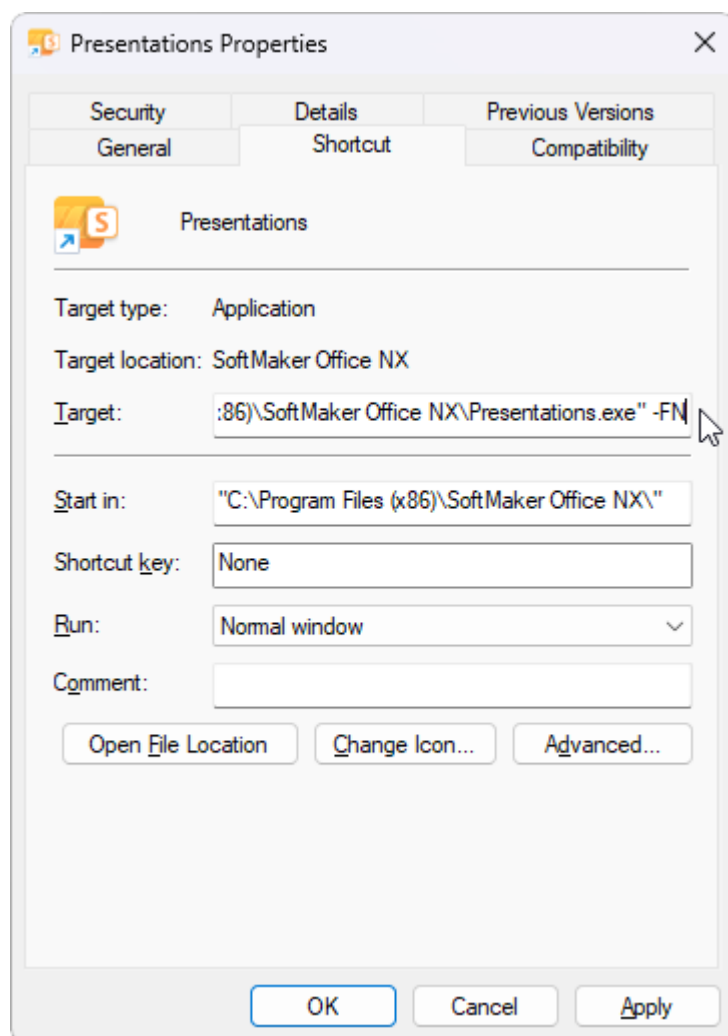 Presentations Properties
Security Details Previous Versions
General Shortcut Compatibility
Presentations
Target type: Application
Target location: SoftMaker Office NX
Target: :86)\SoftMaker Office NX\Presentations.exe" -FN
Start in: "C:\Program Files (x86)\SoftMaker Office NX\"
Shortcut key: None
Run: Normal window
Comment:
Open File Location Change Icon... Advanced...
OK Cancel Apply